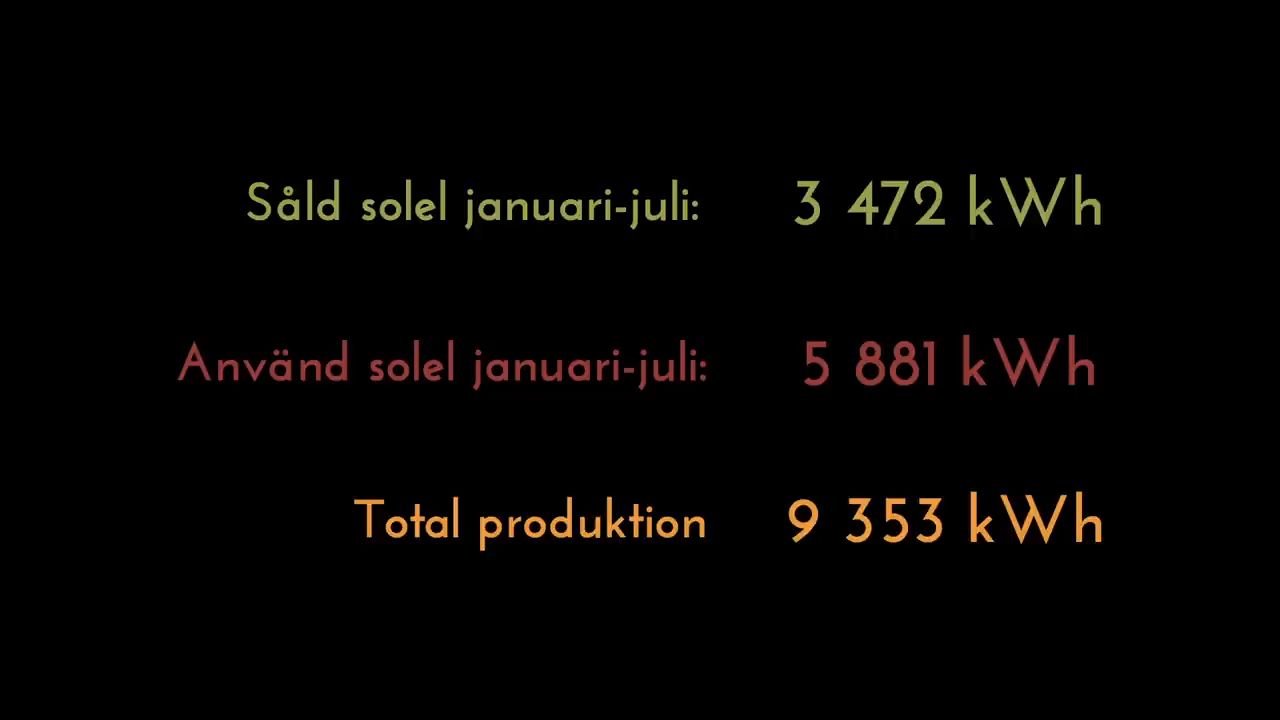 Såld solel januari-juli: 3 472 kWh
Använd solel januari-juli: 5 881 kWh
Total produktion 9 353 kWh